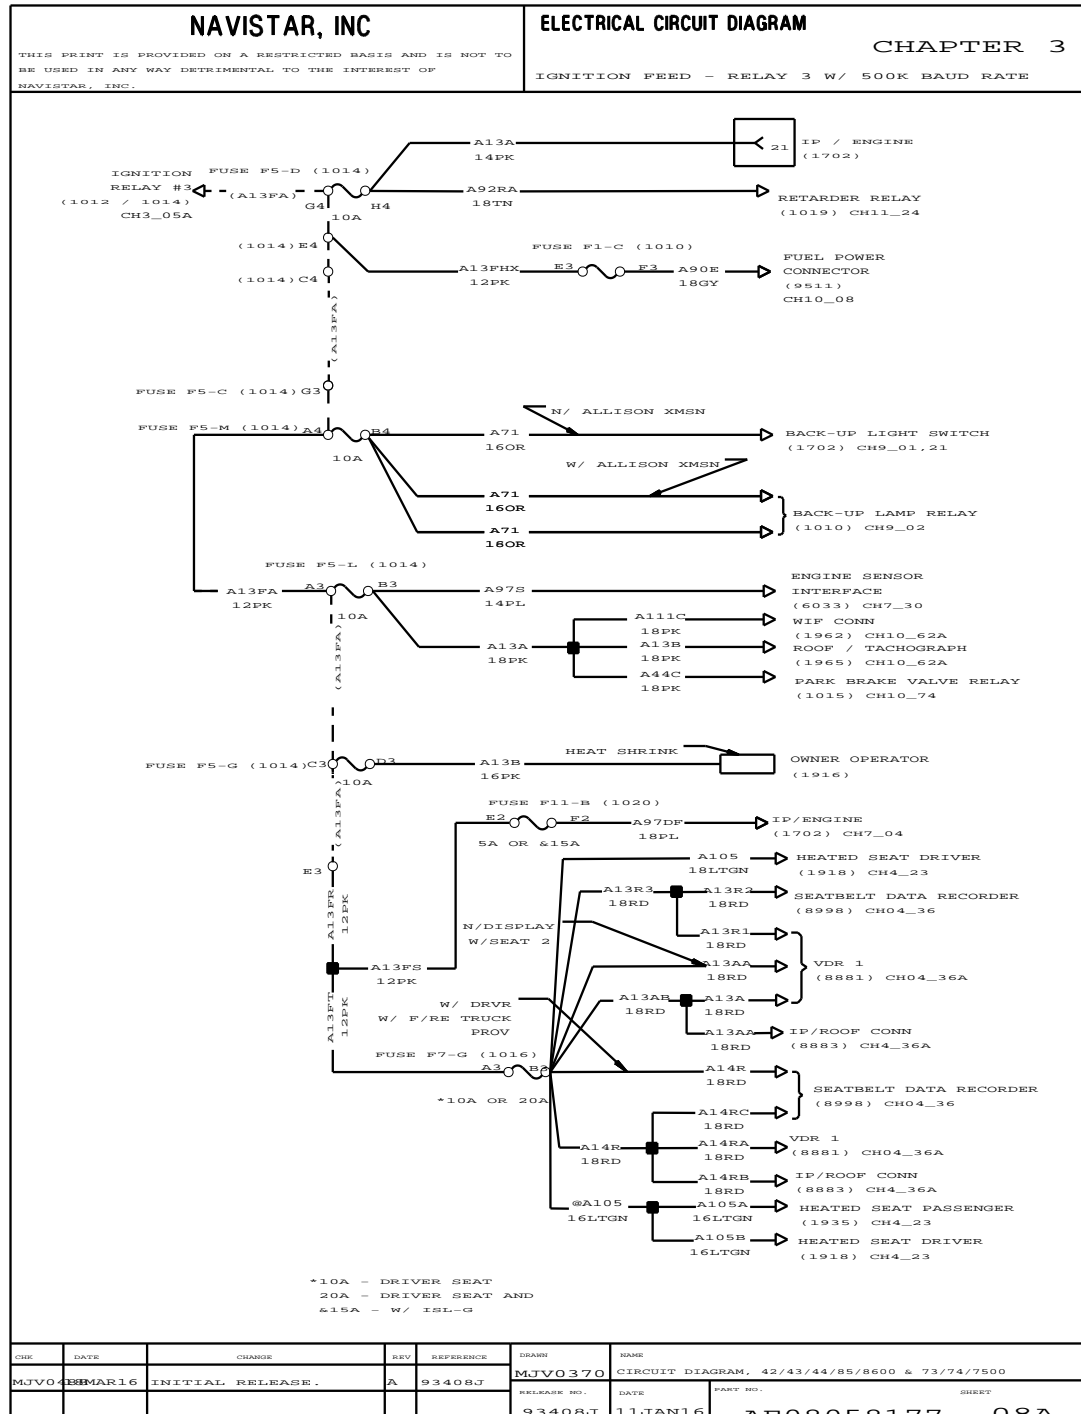 NAVISTAR, INC
THIS PRINT IS PROVIDED ON A RESTRICTED BASIS AND IS NOT TO
BE USED IN ANY WAY DETRIMENTAL TO THE INTEREST OF
NAVISTAR, INC.
ELECTRICAL CIRCUIT DIAGRAM
CHAPTER 3
IGNITION FEED - RELAY 3 W/ 500K BAUD RATE
A13A
14PK
21
IP / ENGINE
(1702)
IGNITION
RELAY #3
(1012 / 1014)
CH3_05A
FUSE F5-D (1014)
(A13FA)
G4
H4
10A
A92RA
18TN
RETARDER RELAY
(1019) CH11_24
(1014)E4
(1014)C4
A13FHX
12PK
FUSE F1-C (1010)
E3
F3
A90E
18GY
FUEL POWER
CONNECTOR
(9511)
CH10_08
(A13FA)
FUSE F5-C (1014)G3
FUSE F5-M (1014)
A4
B4
10A
N/ ALLISON XMSN
A71
16OR
BACK-UP LIGHT SWITCH
(1702) CH9_01,21
W/ ALLISON XMSN
A71
16OR
A71
16OR
BACK-UP LAMP RELAY
(1010) CH9_02
FUSE F5-L (1014)
A13FA
12PK
A3
B3
10A
A97S
14PL
ENGINE SENSOR
INTERFACE
(6033) CH7_30
A13A
18PK
A111C
18PK
WIF CONN
(1962) CH10_62A
A13B
18PK
ROOF / TACHOGRAPH
(1965) CH10_62A
A44C
18PK
PARK BRAKE VALVE RELAY
(1015) CH10_74
(A13FA)
FUSE F5-G (1014)
C3
D3
10A
A13B
16PK
HEAT SHRINK
OWNER OPERATOR
(1916)
(A13FA)
FUSE F11-B (1020)
E2
F2
5A OR &15A
A97DF
18PL
IP/ENGINE
(1702) CH7_04
E3
A13FR
12PK
A105
18LTGN
HEATED SEAT DRIVER
(1918) CH4_23
A13R3
18RD
A13R2
18RD
SEATBELT DATA RECORDER
(8998) CH04_36
N/DISPLAY
W/SEAT 2
A13R1
18RD
A13AA
18RD
VDR 1
(8881) CH04_36A
A13FS
12PK
A13AB
18RD
A13A
18RD
A13FT
12PK
W/ DRVR
W/ F/RE TRUCK
PROV
A13AA
18RD
IP/ROOF CONN
(8883) CH4_36A
FUSE F7-G (1016)
A3
B3
*10A OR 20A
A14R
18RD
SEATBELT DATA RECORDER
(8998) CH04_36
A14RC
18RD
A14R
18RD
A14RA
18RD
VDR 1
(8881) CH04_36A
A14RB
18RD
IP/ROOF CONN
(8883) CH4_36A
@A105
16LTGN
A105A
16LTGN
HEATED SEAT PASSENGER
(1935) CH4_23
A105B
16LTGN
HEATED SEAT DRIVER
(1918) CH4_23
*10A - DRIVER SEAT
20A - DRIVER SEAT AND
&15A - W/ ISL-G
CHK DATE CHANGE REV REFERENCE
INITIAL RELEASE. A 93408J
DRAWN
MJV0370
NAME
CIRCUIT DIAGRAM, 42/43/44/85/8600 & 73/74/7500
RELEASE NO.
93408J
DATE
11JAN16
PART NO.
SHEET
08A